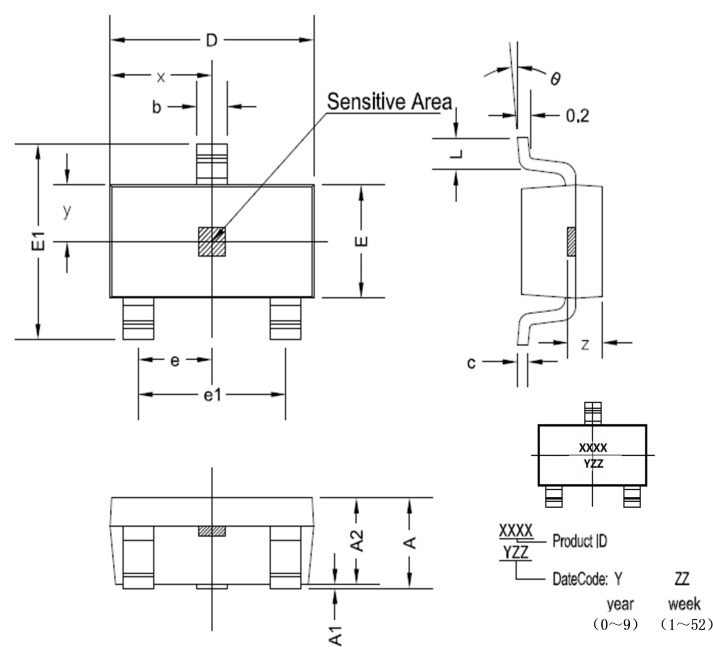 D
x
b
Sensitive Area
θ
0.2
L
y
E1
E
e
e1
c
z
XXXX
YZZ
A2
A
A1
XXXX
YZZ
Product ID
DateCode: Y ZZ
year week
(0～9) (1～52)